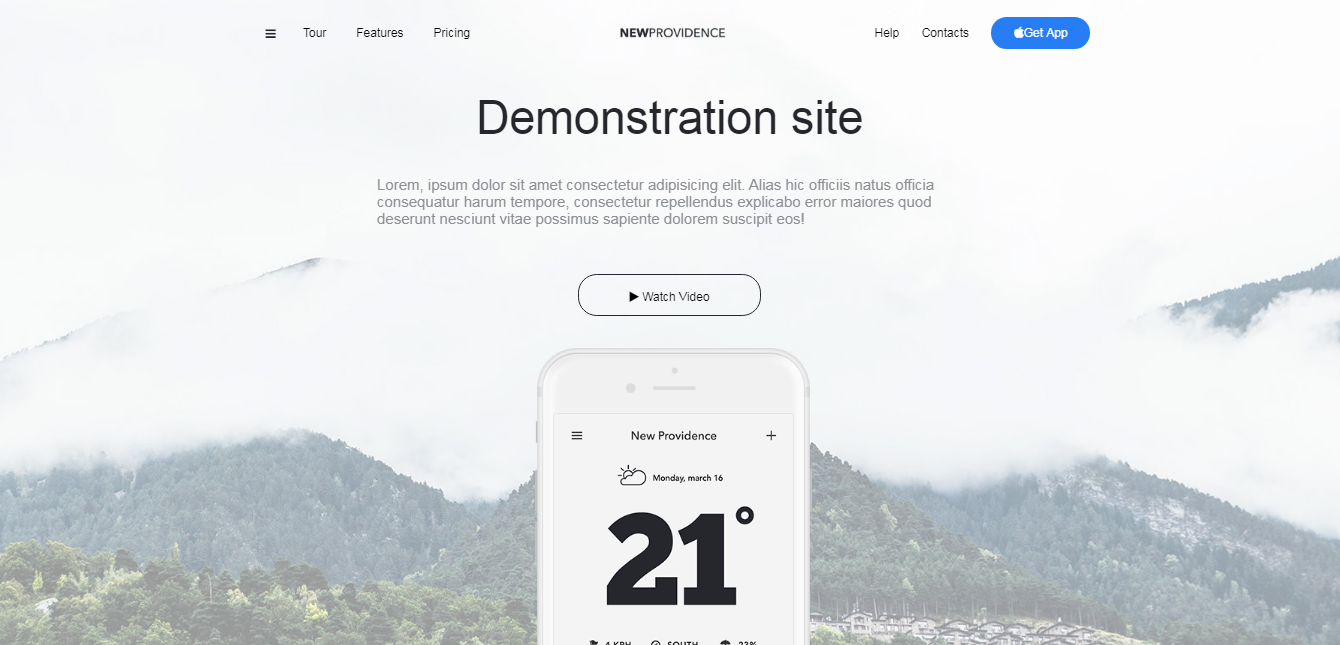 Tour Features Pricing NEWPROVIDENCE Help Contacts Get App
Demonstration site
Lorem, ipsum dolor sit amet consectetur adipisicing elit. Alias hic officiis natus officia
consequatur harum tempore, consectetur repellendus explicabo error maiores quod
deserunt nesciunt vitae possimus sapiente dolorem suscipit eos!
Watch Video
New Providence
Monday, march 16
21°
4 KPH SOUTH 23%